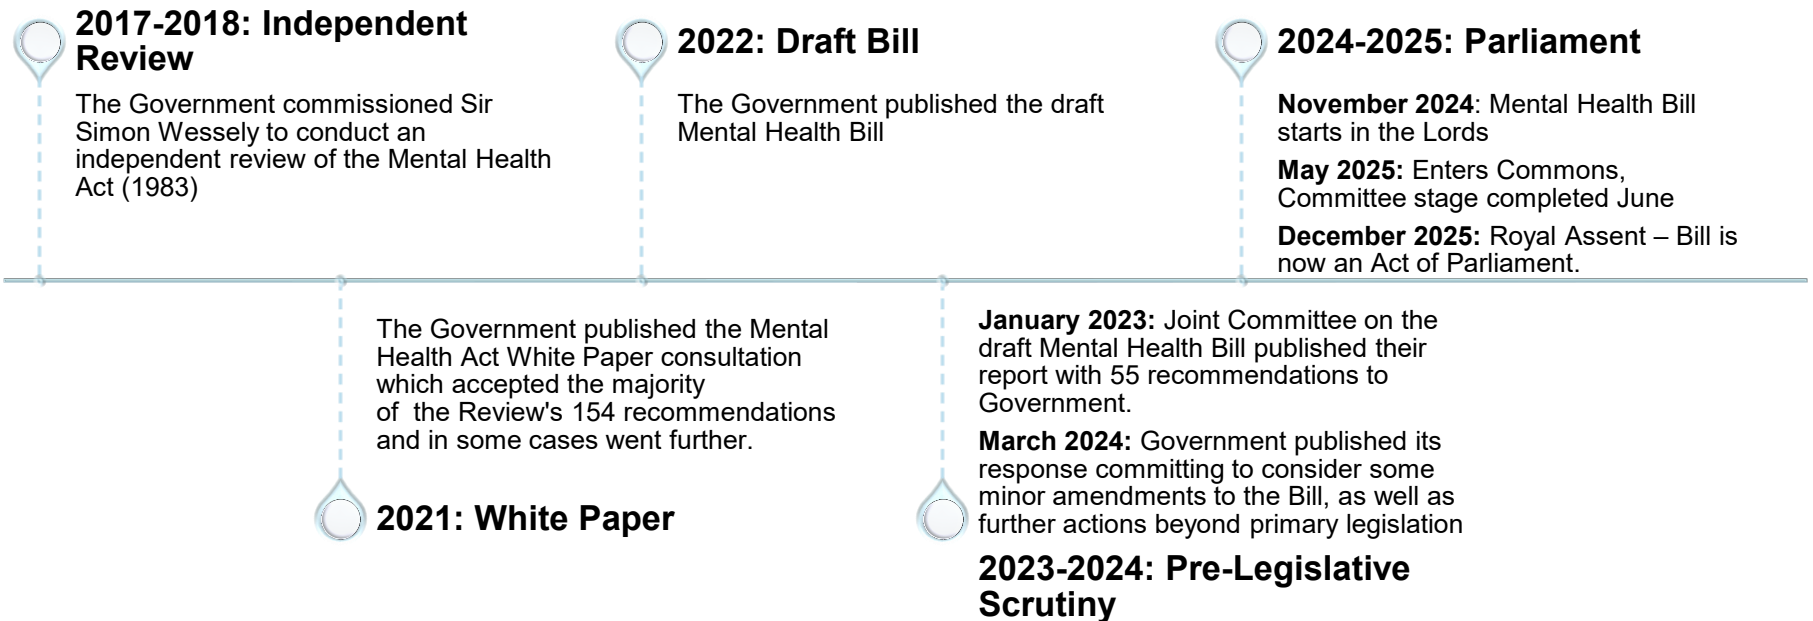 2017-2018: Independent
Review
The Government commissioned Sir
Simon Wessely to conduct an
independent review of the Mental Health
Act (1983)
The Government published the Mental
Health Act White Paper consultation
which accepted the majority
of  the Review's 154 recommendations
and in some cases went further.
2021: White Paper
2022: Draft Bill
The Government published the draft
Mental Health Bill
January 2023: Joint Committee on the
draft Mental Health Bill published their
report with 55 recommendations to
Government.
March 2024: Government published its
response committing to consider some
minor amendments to the Bill, as well as
further actions beyond primary legislation
2023-2024: Pre-Legislative
Scrutiny
2024-2025: Parliament
November 2024: Mental Health Bill
starts in the Lords
May 2025: Enters Commons,
Committee stage completed June
December 2025: Royal Assent – Bill is
now an Act of Parliament.